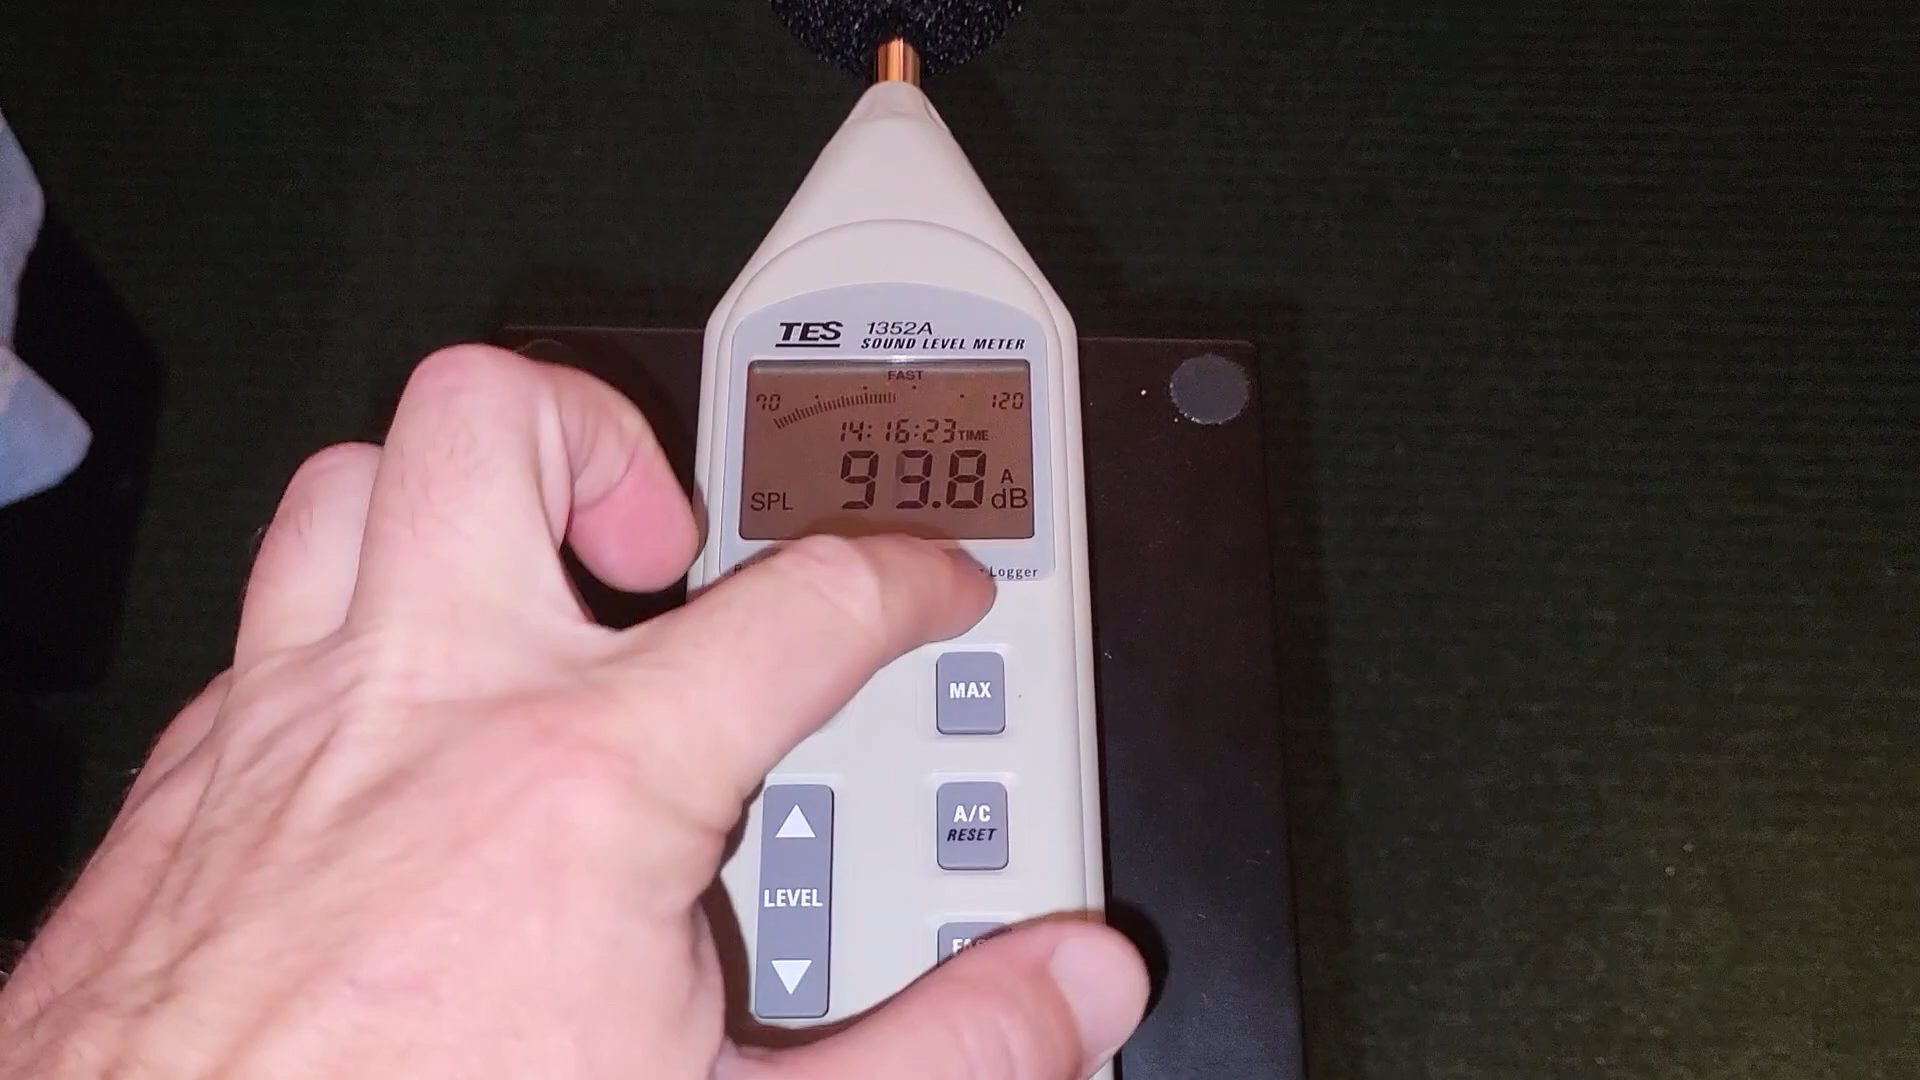 TES 1352A
SOUND LEVEL METER
FAST
70 120
14:16:23 TIME
SPL 93.8 A dB
Logger
MAX
A/C
RESET
LEVEL